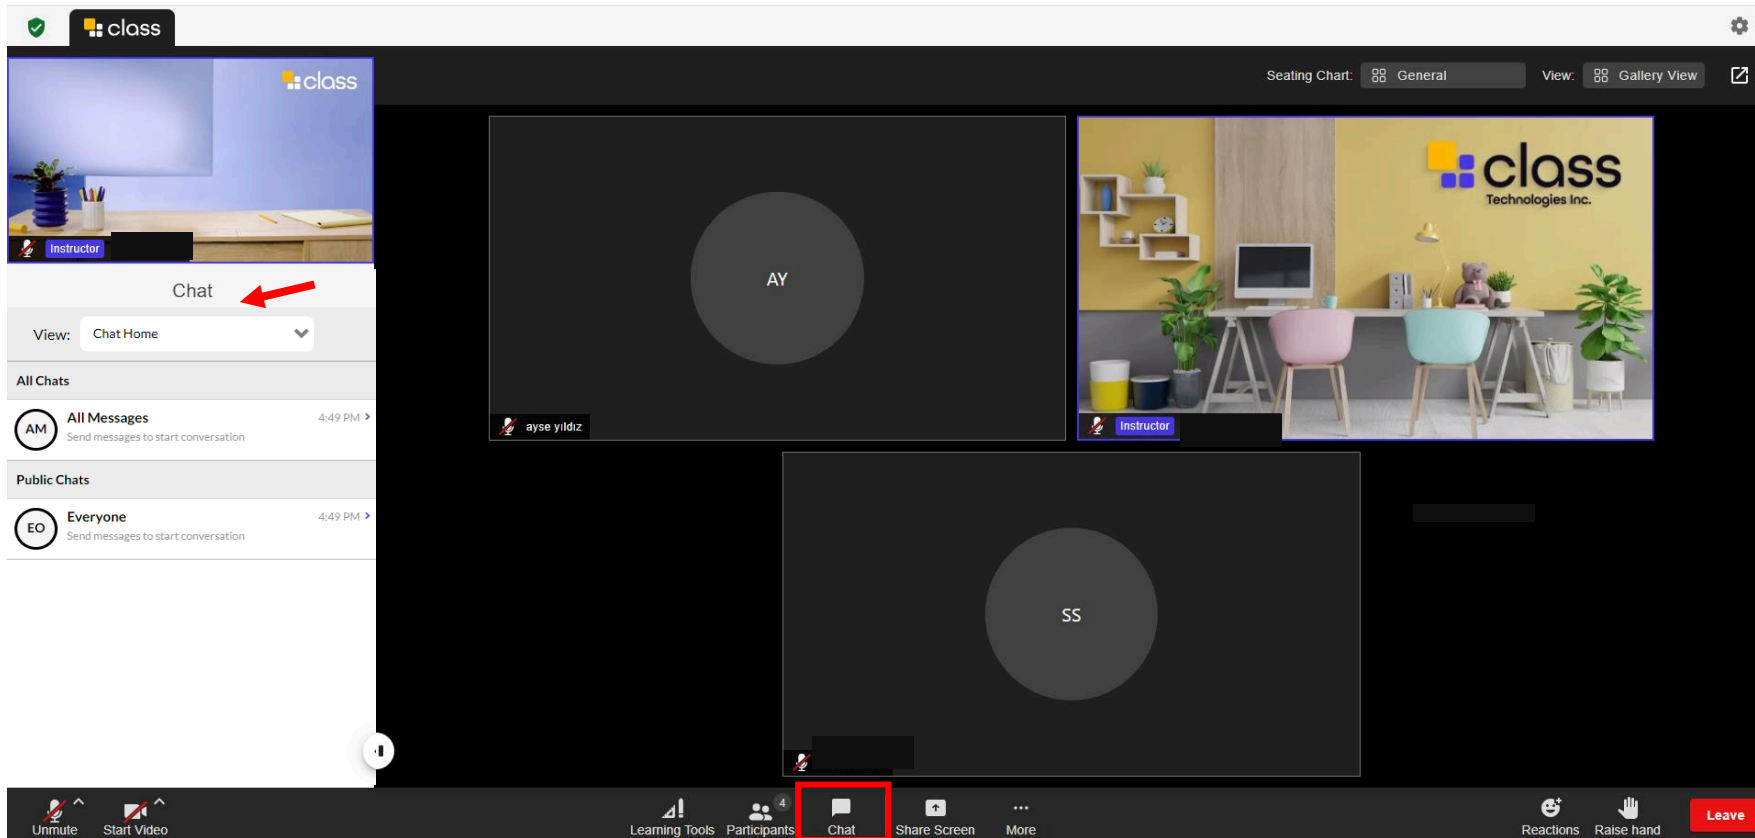 class
class
Instructor
Chat
View: Chat Home
All Chats
AM
All Messages
4:49 PM
Send messages to start conversation
Public Chats
EO
Everyone
4:49 PM
Send messages to start conversation
Seating Chart: General
View: Gallery View
AY
ayse yıldız
class
Technologies Inc.
Instructor
SS
Unmute
Start Video
Learning Tools
Participants
4
Chat
Share Screen
More
Reactions
Raise hand
Leave